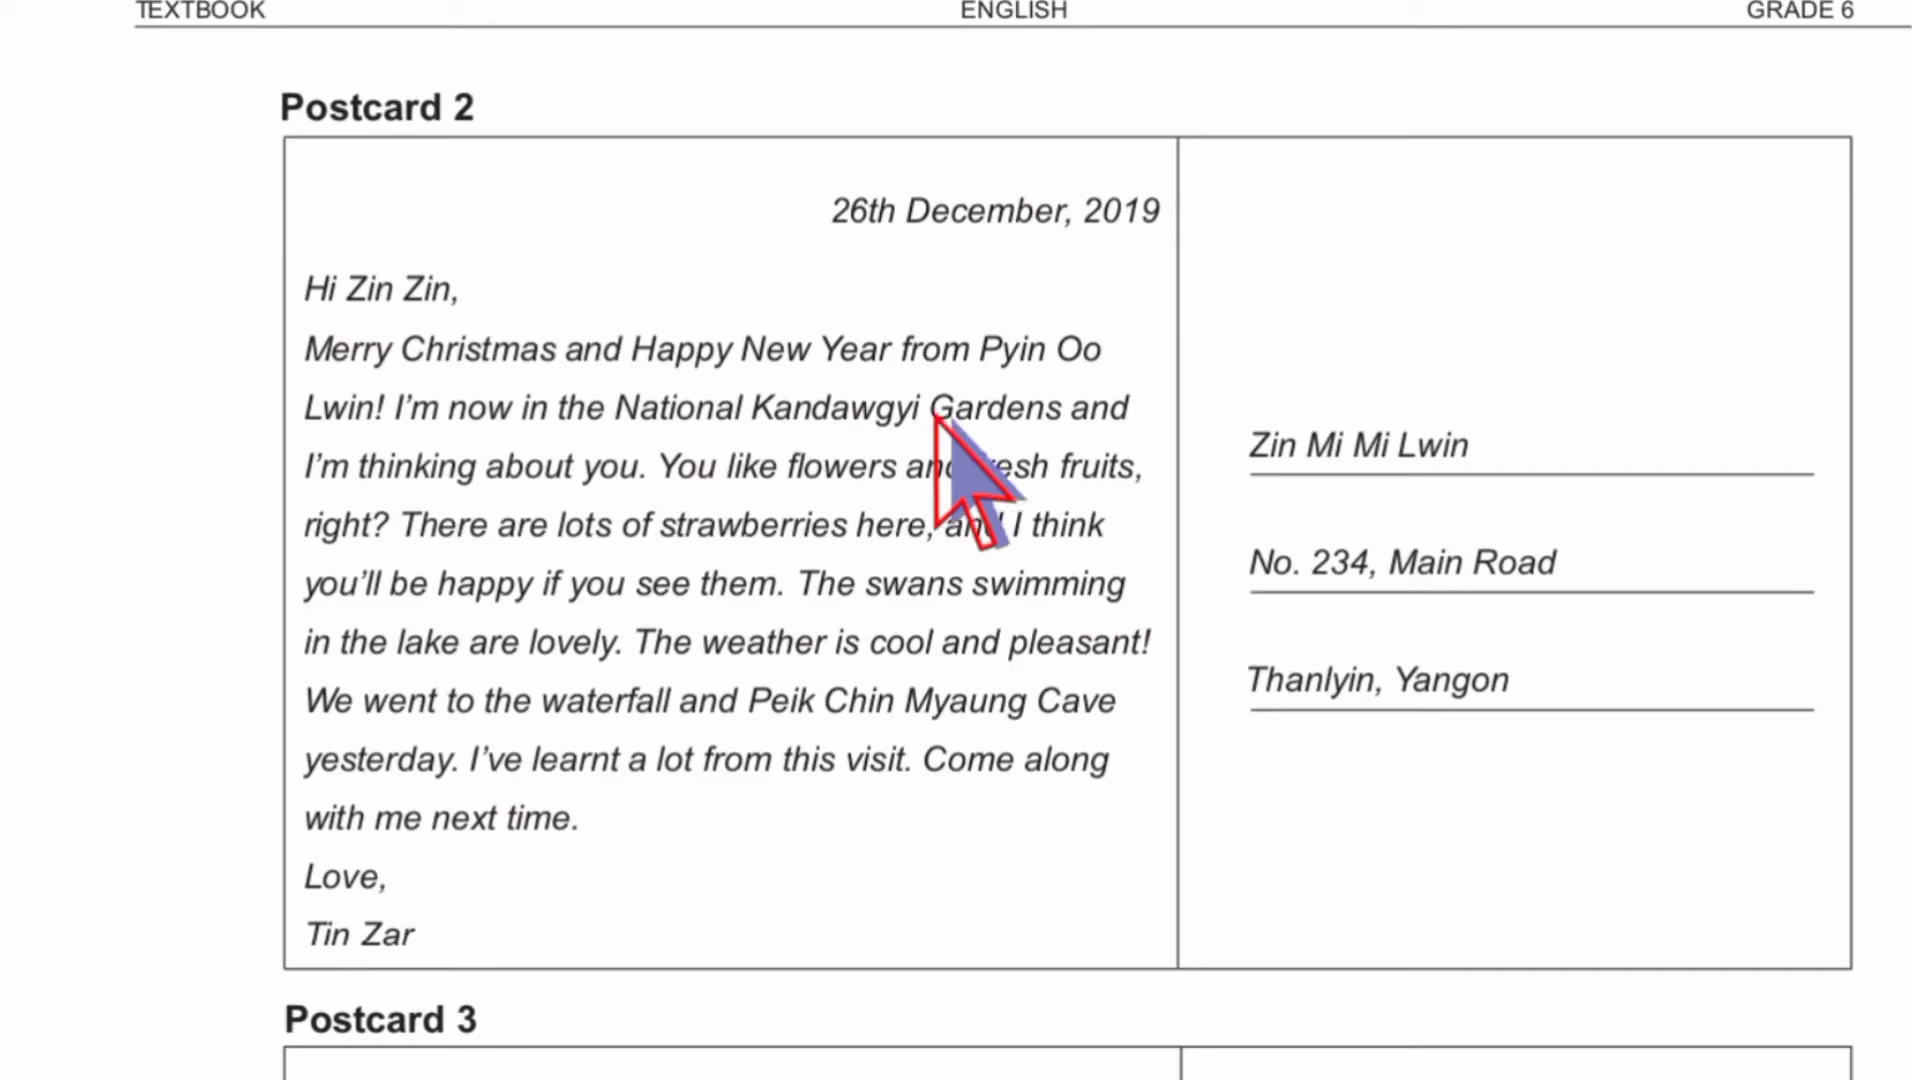 TEXTBOOK ENGLISH GRADE 6
Postcard 2
26th December, 2019
Hi Zin Zin,
Merry Christmas and Happy New Year from Pyin Oo
Lwin! I’m now in the National Kandawgyi Gardens and
I’m thinking about you. You like flowers and fresh fruits,
right? There are lots of strawberries here, and I think
you’ll be happy if you see them. The swans swimming
in the lake are lovely. The weather is cool and pleasant!
We went to the waterfall and Peik Chin Myaung Cave
yesterday. I’ve learnt a lot from this visit. Come along
with me next time.
Love,
Tin Zar
Zin Mi Mi Lwin
No. 234, Main Road
Thanlyin, Yangon
Postcard 3